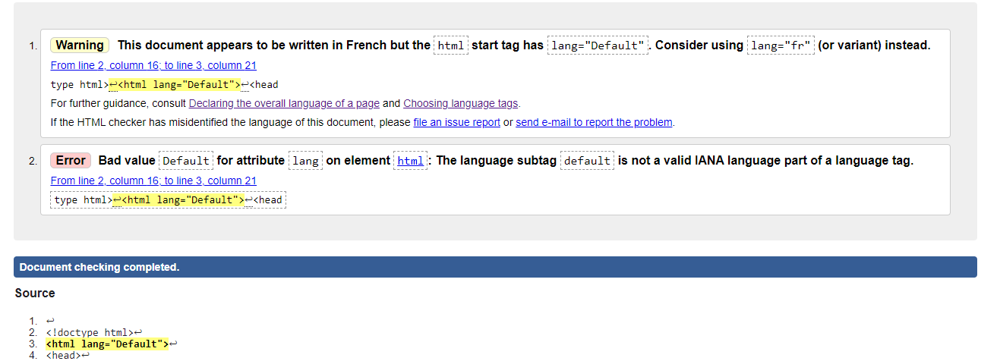 1. Warning This document appears to be written in French but the html start tag has lang="Default". Consider using lang="fr" (or variant) instead.
From line 2, column 16; to line 3, column 21
type html>↩<html lang="Default">↩<head
For further guidance, consult Declaring the overall language of a page and Choosing language tags.
If the HTML checker has misidentified the language of this document, please file an issue report or send e-mail to report the problem.
2. Error Bad value Default for attribute lang on element html: The language subtag default is not a valid IANA language part of a language tag.
From line 2, column 16; to line 3, column 21
type html>↩<html lang="Default">↩<head
Document checking completed.
Source
1. ↩
2. <!doctype html>↩
3. <html lang="Default">↩
4. <head>↩